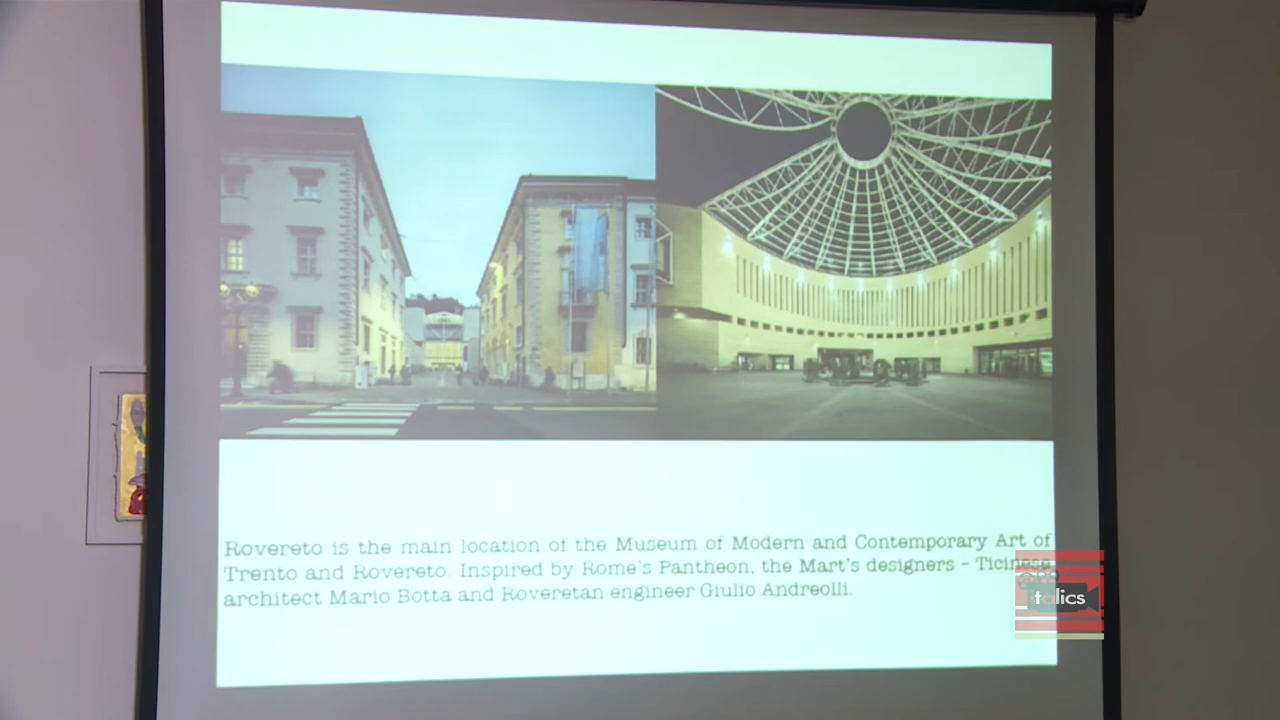 Rovereto is the main location of the Museum of Modern and Contemporary Art of
Trento and Rovereto. Inspired by Rome's Pantheon, the Mart's designers - Ticinese
architect Mario Botta and Roveretan engineer Giulio Andreolli.
italics